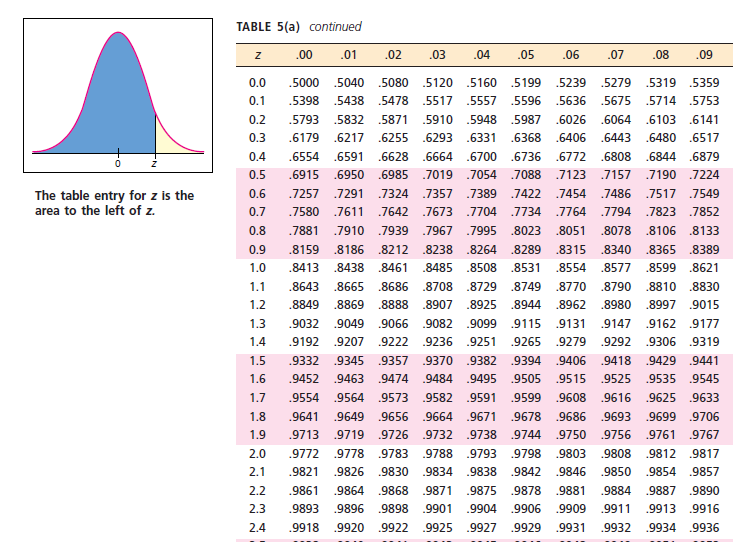 TABLE 5(a) continued
z .00 .01 .02 .03 .04 .05 .06 .07 .08 .09
0.0 .5000 .5040 .5080 .5120 .5160 .5199 .5239 .5279 .5319 .5359
0.1 .5398 .5438 .5478 .5517 .5557 .5596 .5636 .5675 .5714 .5753
0.2 .5793 .5832 .5871 .5910 .5948 .5987 .6026 .6064 .6103 .6141
0.3 .6179 .6217 .6255 .6293 .6331 .6368 .6406 .6443 .6480 .6517
0.4 .6554 .6591 .6628 .6664 .6700 .6736 .6772 .6808 .6844 .6879
0.5 .6915 .6950 .6985 .7019 .7054 .7088 .7123 .7157 .7190 .7224
0.6 .7257 .7291 .7324 .7357 .7389 .7422 .7454 .7486 .7517 .7549
0.7 .7580 .7611 .7642 .7673 .7704 .7734 .7764 .7794 .7823 .7852
0.8 .7881 .7910 .7939 .7967 .7995 .8023 .8051 .8078 .8106 .8133
0.9 .8159 .8186 .8212 .8238 .8264 .8289 .8315 .8340 .8365 .8389
1.0 .8413 .8438 .8461 .8485 .8508 .8531 .8554 .8577 .8599 .8621
1.1 .8643 .8665 .8686 .8708 .8729 .8749 .8770 .8790 .8810 .8830
1.2 .8849 .8869 .8888 .8907 .8925 .8944 .8962 .8980 .8997 .9015
1.3 .9032 .9049 .9066 .9082 .9099 .9115 .9131 .9147 .9162 .9177
1.4 .9192 .9207 .9222 .9236 .9251 .9265 .9279 .9292 .9306 .9319
1.5 .9332 .9345 .9357 .9370 .9382 .9394 .9406 .9418 .9429 .9441
1.6 .9452 .9463 .9474 .9484 .9495 .9505 .9515 .9525 .9535 .9545
1.7 .9554 .9564 .9573 .9582 .9591 .9599 .9608 .9616 .9625 .9633
1.8 .9641 .9649 .9656 .9664 .9671 .9678 .9686 .9693 .9699 .9706
1.9 .9713 .9719 .9726 .9732 .9738 .9744 .9750 .9756 .9761 .9767
2.0 .9772 .9778 .9783 .9788 .9793 .9798 .9803 .9808 .9812 .9817
2.1 .9821 .9826 .9830 .9834 .9838 .9842 .9846 .9850 .9854 .9857
2.2 .9861 .9864 .9868 .9871 .9875 .9878 .9881 .9884 .9887 .9890
2.3 .9893 .9896 .9898 .9901 .9904 .9906 .9909 .9911 .9913 .9916
2.4 .9918 .9920 .9922 .9925 .9927 .9929 .9931 .9932 .9934 .9936
0 z
The table entry for z is the
area to the left of z.